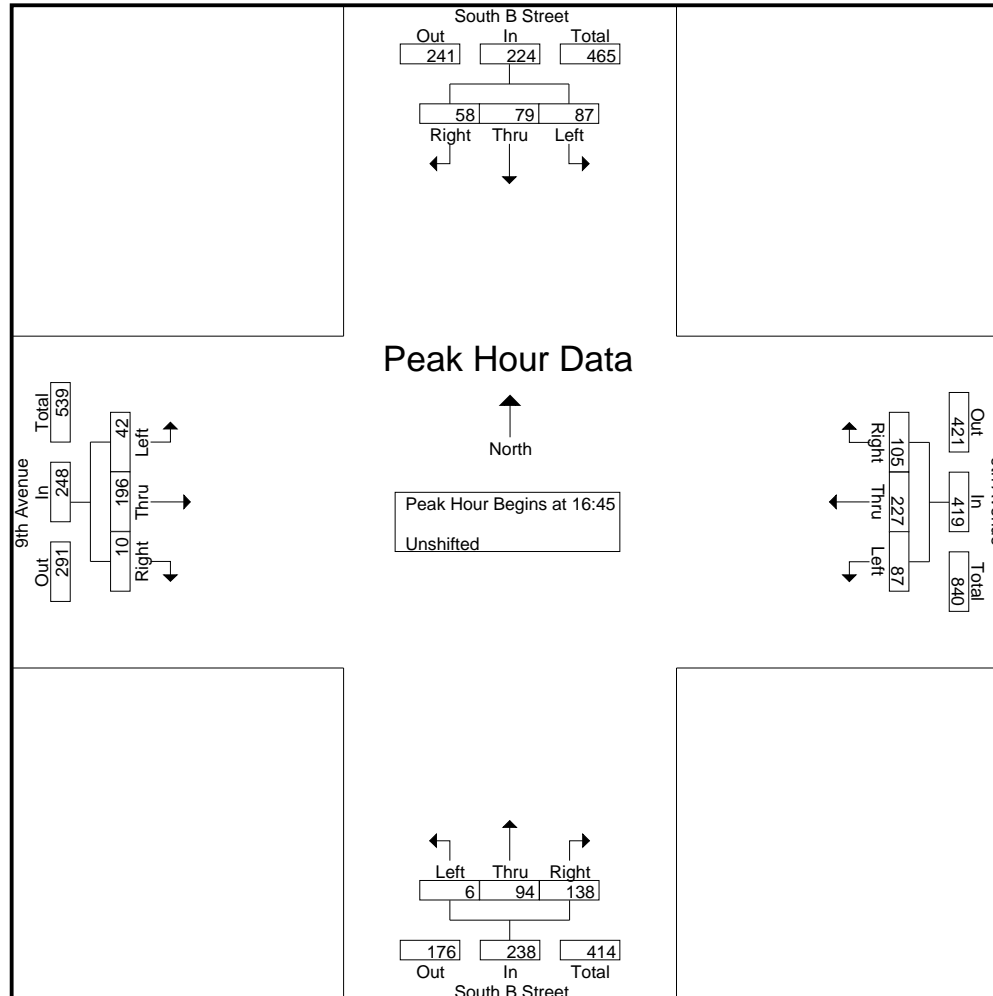 South B Street
Out In Total
241 224 465
58 79 87
Right Thru Left
Peak Hour Data
North
Peak Hour Begins at 16:45
Unshifted
9th Avenue
Total In Out
539 248 291
42 196 10
Left Thru Right
Out In Total
421 419 840
Right Thru Left
105 227 87
Left Thru Right
6 94 138
176 238 414
Out In Total
South B Street